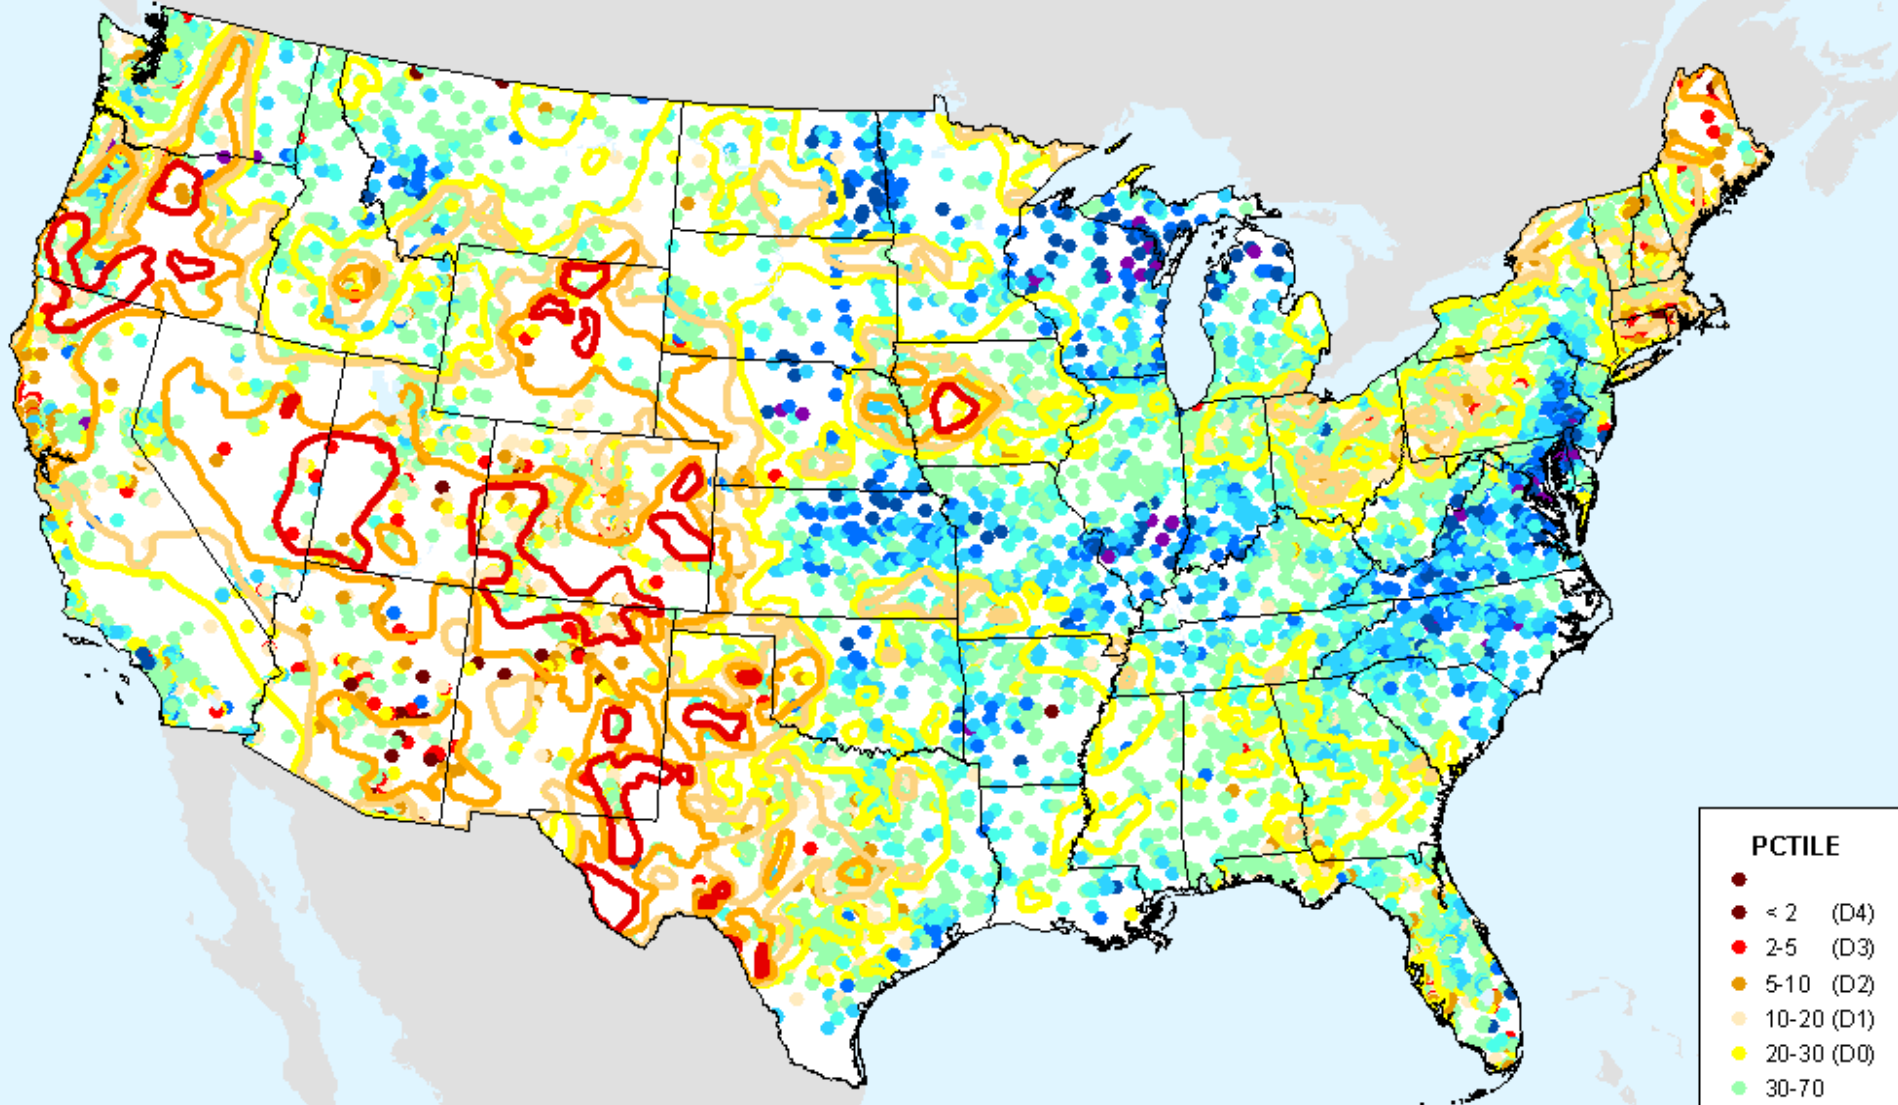 PCTILE
< 2 (D4)
2-5 (D3)
5-10 (D2)
10-20 (D1)
20-30 (D0)
30-70